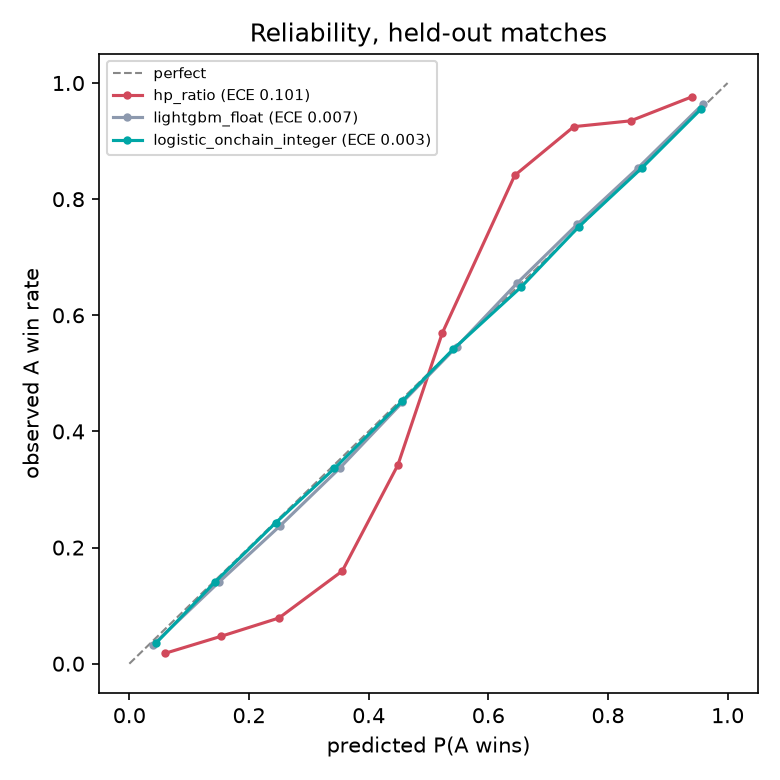 Reliability, held-out matches
perfect
hp_ratio (ECE 0.101)
lightgbm_float (ECE 0.007)
logistic_onchain_integer (ECE 0.003)
1.0
0.8
0.6
0.4
0.2
0.0
observed A win rate
0.0 0.2 0.4 0.6 0.8 1.0
predicted P(A wins)